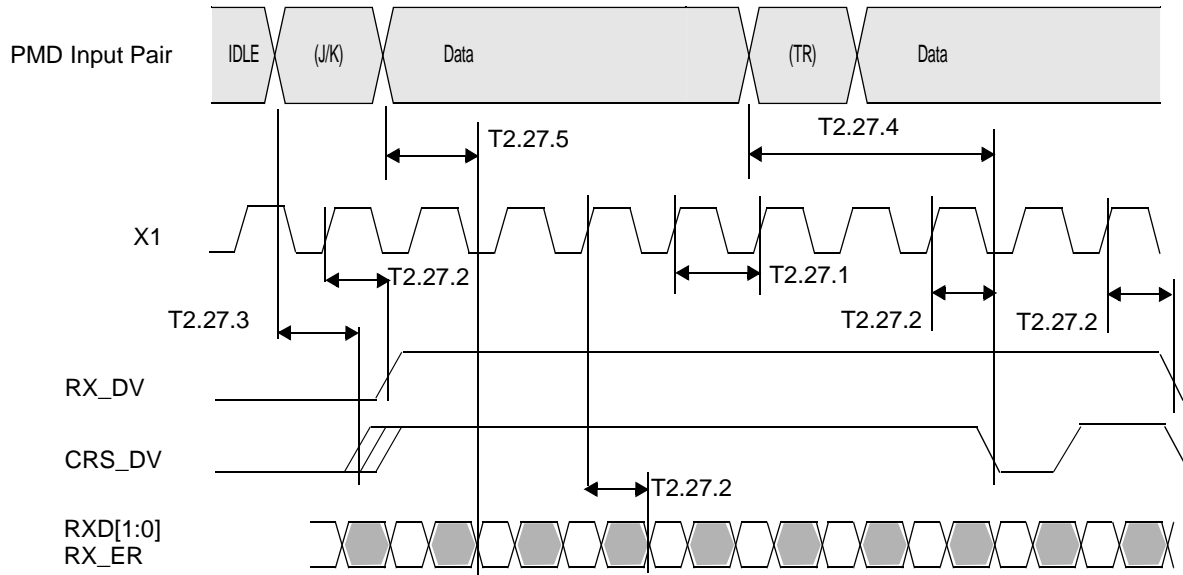 PMD Input Pair
IDLE
(J/K)
Data
(TR)
Data
T2.27.5
T2.27.4
X1
T2.27.2
T2.27.1
T2.27.3
T2.27.2
T2.27.2
RX_DV
CRS_DV
T2.27.2
RXD[1:0]
RX_ER